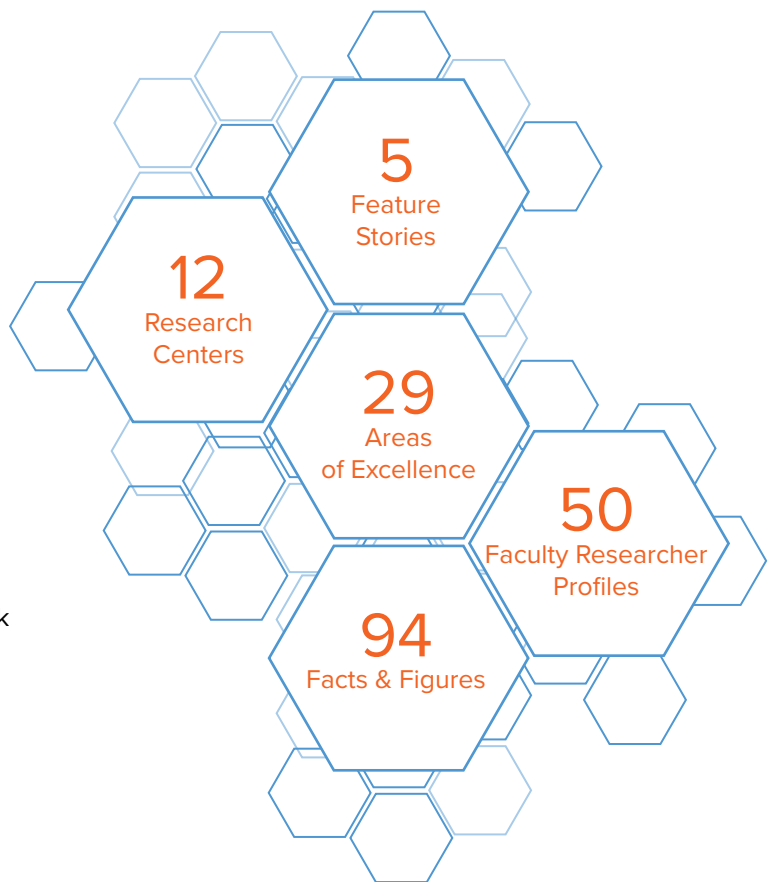 5
Feature
Stories
12
Research
Centers
29
Areas
of Excellence
50
Faculty Researcher
Profiles
k
94
Facts & Figures